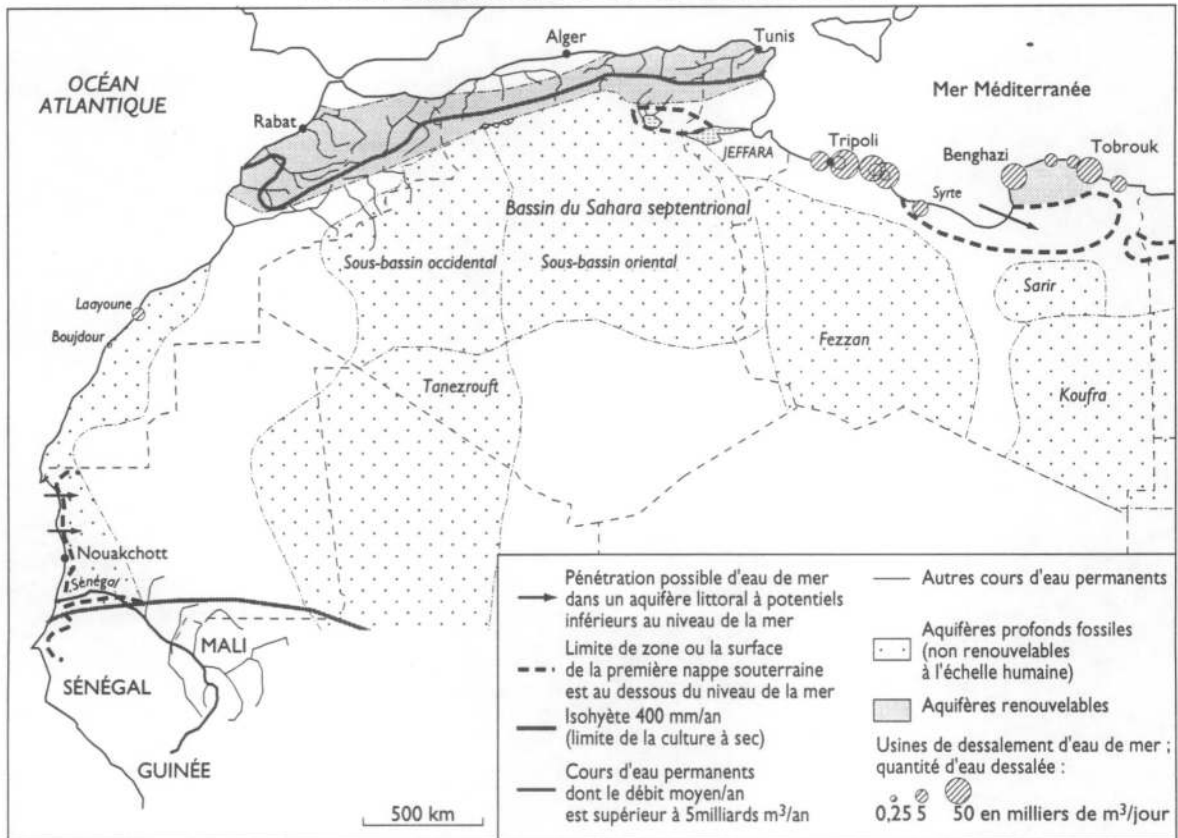 Alger
Tunis
OCÉAN
ATLANTIQUE
Mer Méditerranée
Rabat
Tripoli
Benghazi
Tobrouk
JEFFARA
Syrte
Bassin du Sahara septentrional
Sous-bassin occidental
Sous-bassin oriental
Sarir
Laayoune
Boujdour
Fezzan
Tanezrouft
Koufra
Nouakchott
Sénégal
MALI
SÉNÉGAL
GUINÉE
500 km
Pénétration possible d'eau de mer
dans un aquifère littoral à potentiels
inférieurs au niveau de la mer
Limite de zone ou la surface
de la première nappe souterraine
est au dessous du niveau de la mer
Isohyète 400 mm/an
(limite de la culture à sec)
Cours d'eau permanents
dont le débit moyen/an
est supérieur à 5milliards m³/an
Autres cours d'eau permanents
Aquifères profonds fossiles
(non renouvelables
à l'échelle humaine)
Aquifères renouvelables
Usines de dessalement d'eau de mer ;
quantité d'eau dessalée :
0,25 5 50 en milliers de m³/jour